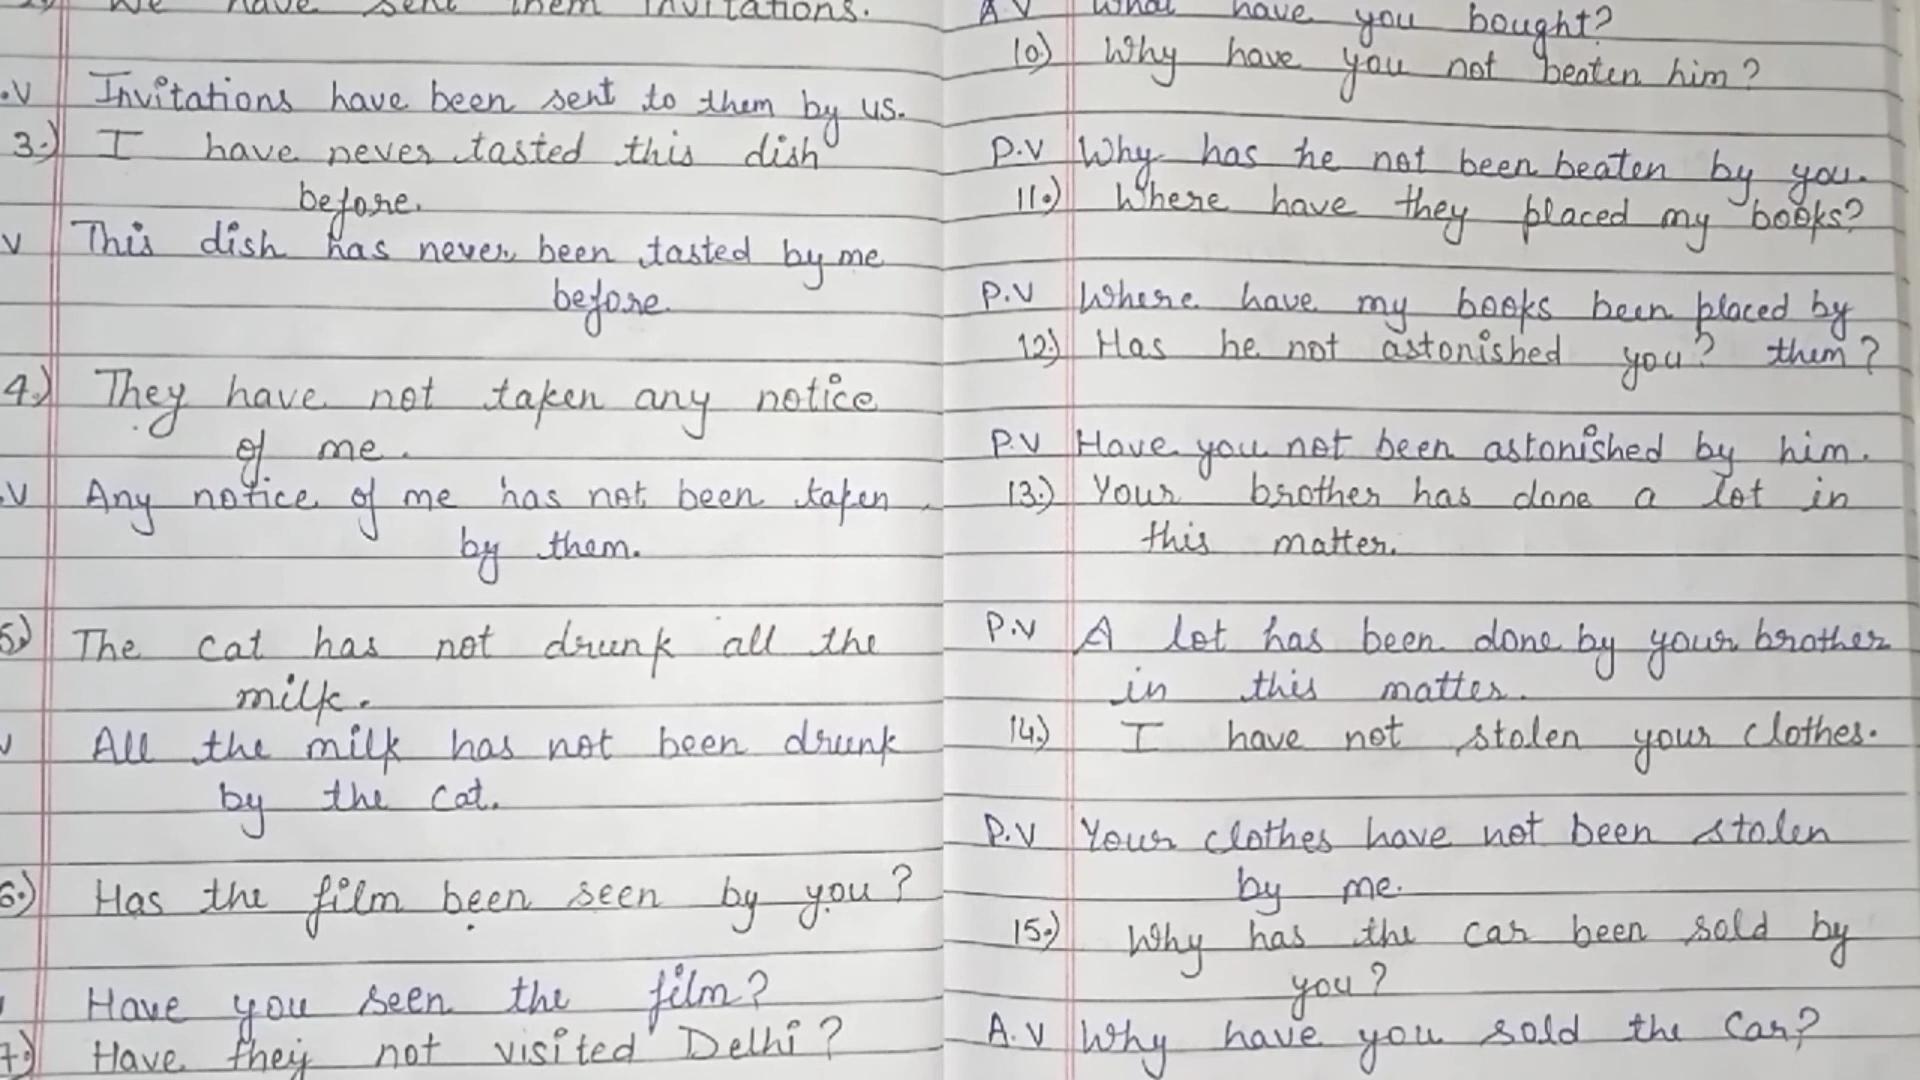 We have sent them invitations.
.V Invitations have been sent to them by us.
3.) I have never tasted this dish
before.
V This dish has never been tasted by me
before.
4.) They have not taken any notice
of me.
.V Any notice of me has not been taken
by them.
5.) The cat has not drunk all the
milk.
V All the milk has not been drunk
by the cat.
6.) Has the film been seen by you?
Have you seen the film?
7.) Have they not visited Delhi?
A.V What have you bought?
10.) Why have you not beaten him?
P.V Why has he not been beaten by you.
11.) Where have they placed my books?
P.V Where have my books been placed by
them?
12.) Has he not astonished you?
P.V Have you not been astonished by him.
13.) Your brother has done a lot in
this matter.
P.V A lot has been done by your brother
in this matter.
14.) I have not stolen your clothes.
P.V Your clothes have not been stolen
by me.
15.) Why has the car been sold by
you?
A.V Why have you sold the Car?